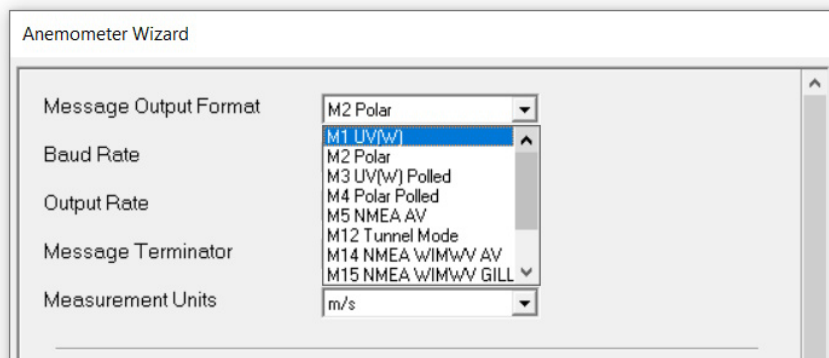 Anemometer Wizard
Message Output Format
M2 Polar
M1 UV(W)
Baud Rate
M2 Polar
M3 UV(W) Polled
Output Rate
M4 Polar Polled
M5 NMEA AV
M12 Tunnel Mode
Message Terminator
M14 NMEA WIMWV AV
M15 NMEA WIMWV GILL
Measurement Units
m/s